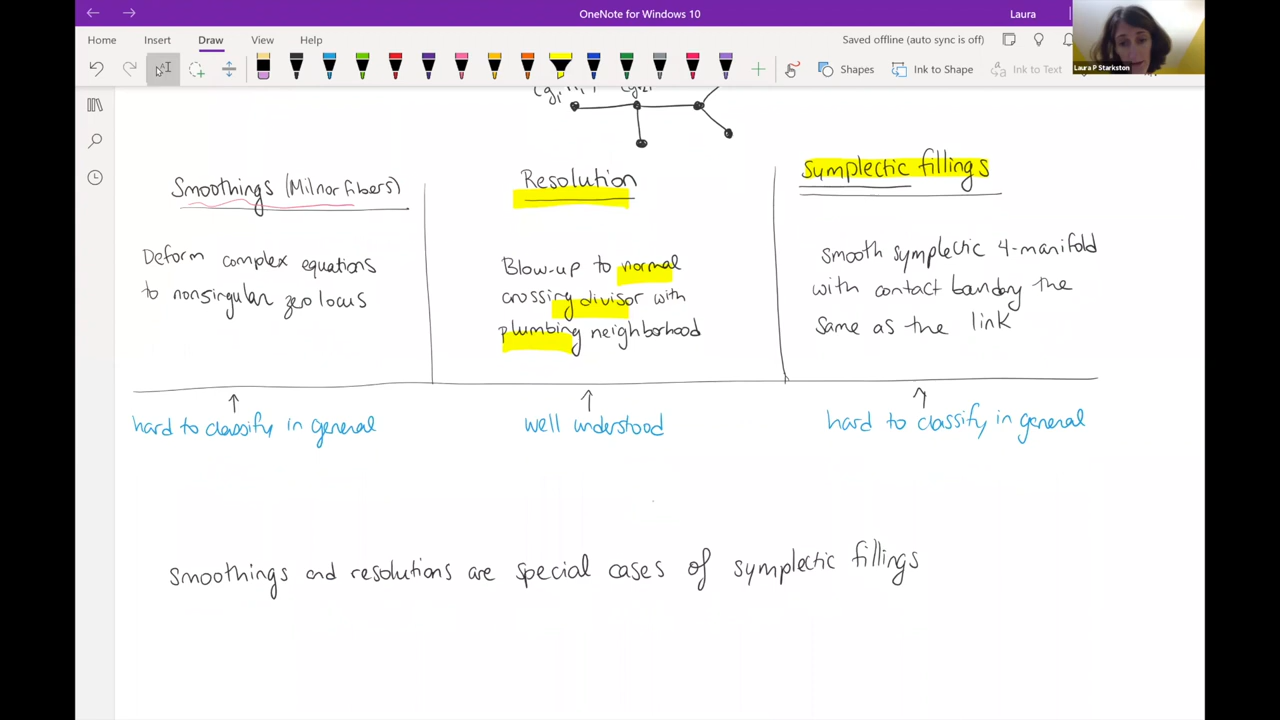 OneNote for Windows 10
Laura
Home Insert Draw View Help
Saved offline (auto sync is off)
Shapes Ink to Shape Ink to Text
Laura P Starkston
Smoothings (Milnor fibers)
Deform complex equations
to nonsingular zero locus
hard to classify in general
Resolution
Blow-up to normal
crossing divisor with
plumbing neighborhood
well understood
Symplectic fillings
smooth symplectic 4-manifold
with contact bandry the
same as the link
hard to classify in general
smoothings and resolutions are special cases of symplectic fillings